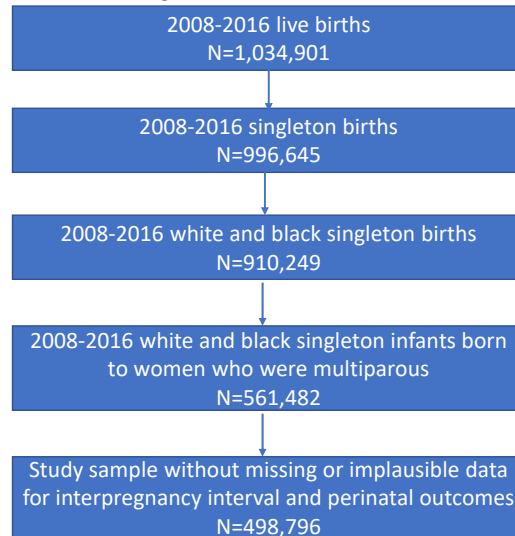 2008-2016 live births
N=1,034,901
2008-2016 singleton births
N=996,645
2008-2016 white and black singleton births
N=910,249
2008-2016 white and black singleton infants born
to women who were multiparous
N=561,482
Study sample without missing or implausible data
for interpregnancy interval and perinatal outcomes
N=498,796